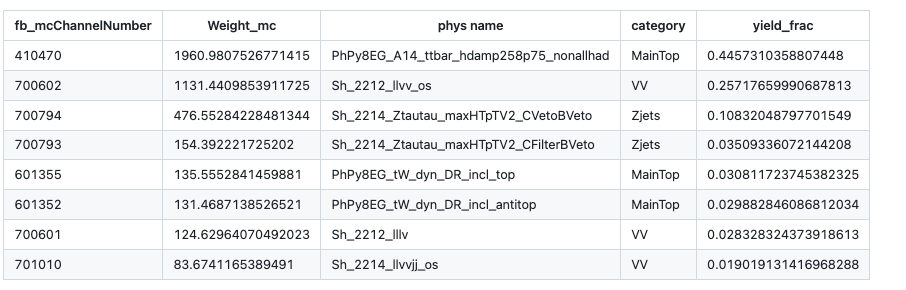 fb_mcChannelNumber Weight_mc phys name category yield_frac
410470 1960.9807526771415 PhPy8EG_A14_ttbar_hdamp258p75_nonallhad MainTop 0.4457310358807448
700602 1131.4409853911725 Sh_2212_llvv_os VV 0.25717659990687813
700794 476.55284228481344 Sh_2214_Ztautau_maxHTpTV2_CVetoBVeto Zjets 0.10832048797701549
700793 154.392221725202 Sh_2214_Ztautau_maxHTpTV2_CFilterBVeto Zjets 0.03509336072144208
601355 135.5552841459881 PhPy8EG_tW_dyn_DR_incl_top MainTop 0.030811723745382325
601352 131.4687138526521 PhPy8EG_tW_dyn_DR_incl_antitop MainTop 0.029882846086812034
700601 124.62964070492023 Sh_2212_lllv VV 0.028328324373918613
701010 83.6741165389491 Sh_2214_llvvjj_os VV 0.019019131416968288